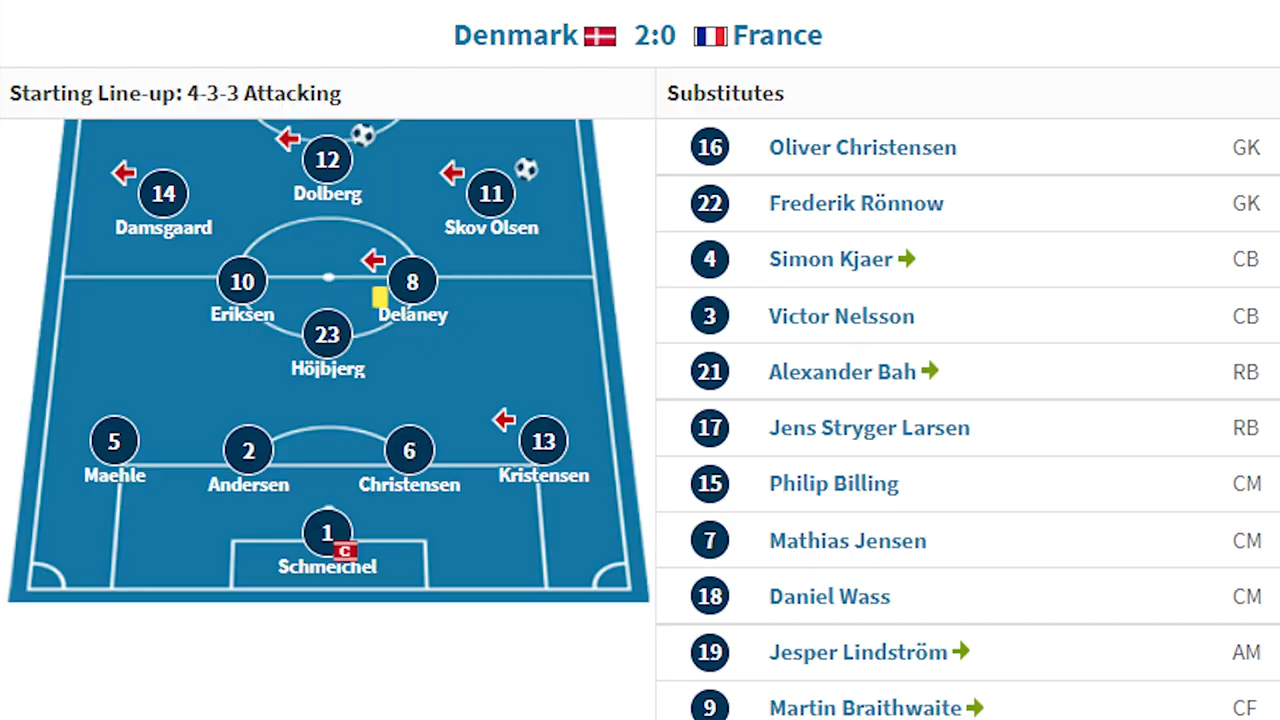 Denmark 2:0 France
Starting Line-up: 4-3-3 Attacking
12
Dolberg
14
Damsgaard
11
Skov Olsen
10
Eriksen
8
Delaney
23
Höjbjerg
5
Maehle
2
Andersen
6
Christensen
13
Kristensen
1
C
Schmeichel
Substitutes
16 Oliver Christensen GK
22 Frederik Rönnow GK
4 Simon Kjaer CB
3 Victor Nelsson CB
21 Alexander Bah RB
17 Jens Stryger Larsen RB
15 Philip Billing CM
7 Mathias Jensen CM
18 Daniel Wass CM
19 Jesper Lindström AM
9 Martin Braithwaite CF